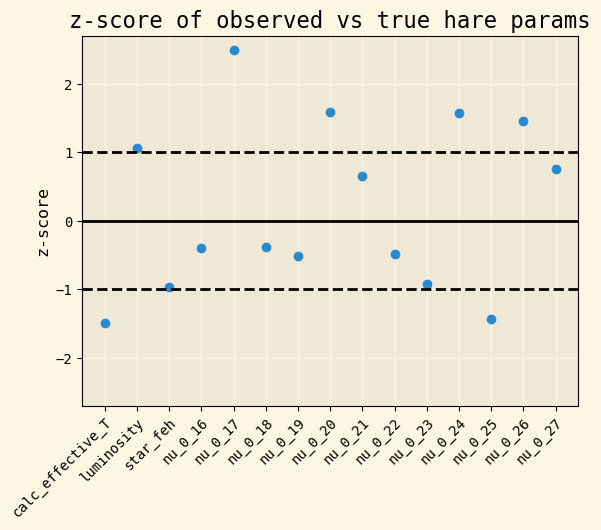 z-score of observed vs true hare params
z-score
2
1
0
−1
−2
calc_effective_T
luminosity
star_feh
nu_0_16
nu_0_17
nu_0_18
nu_0_19
nu_0_20
nu_0_21
nu_0_22
nu_0_23
nu_0_24
nu_0_25
nu_0_26
nu_0_27